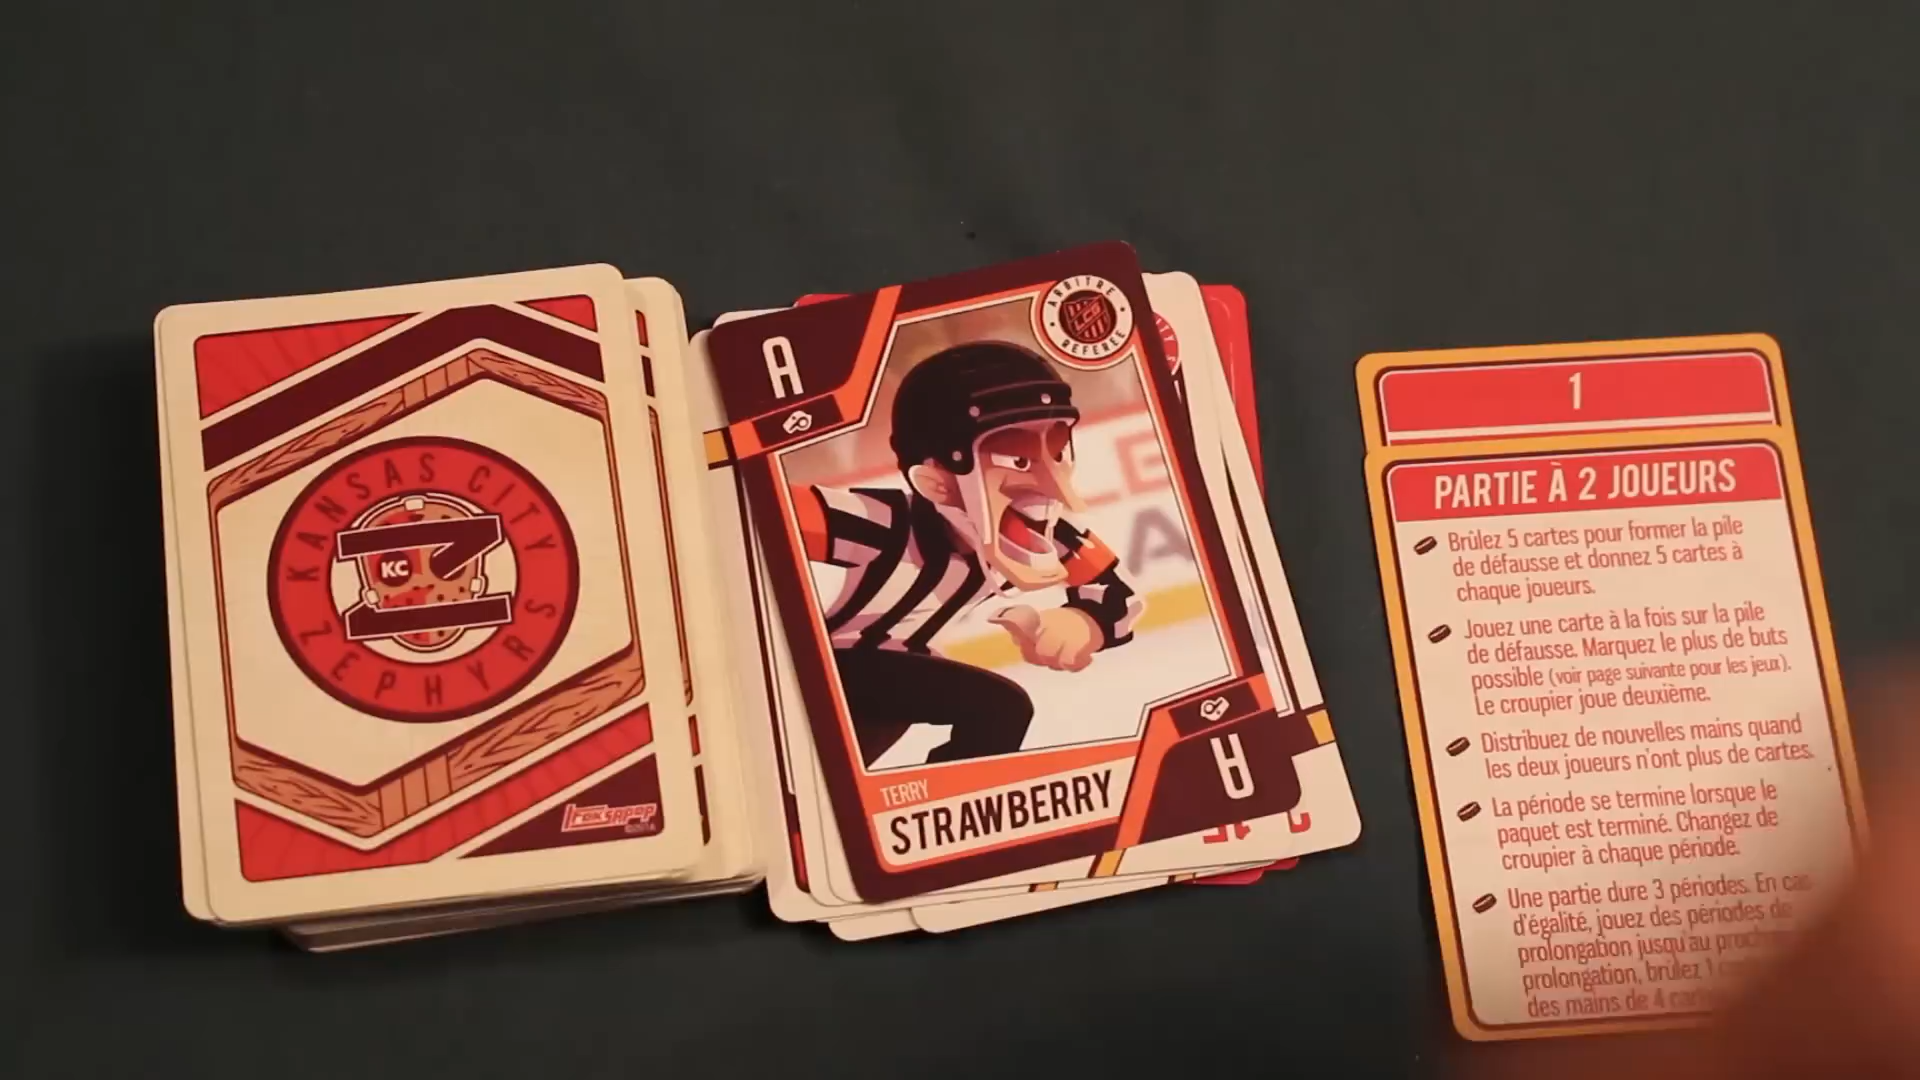 KANSAS CITY
KC
Z
ZEPHYRS
A
ARBITRE
LCB
REFEREE
TERRY
STRAWBERRY
A
1
PARTIE À 2 JOUEURS
Brûlez 5 cartes pour former la pile
de défausse et donnez 5 cartes à
chaque joueurs.
Jouez une carte à la fois sur la pile
de défausse. Marquez le plus de buts
possible (voir page suivante pour les jeux).
Le croupier joue deuxième.
Distribuez de nouvelles mains quand
les deux joueurs n'ont plus de cartes.
La période se termine lorsque le
paquet est terminé. Changez de
croupier à chaque période.
Une partie dure 3 périodes. En cas
d'égalité, jouez des périodes de
prolongation jusqu'au
prolongation, brûlez 1
des mains de 4